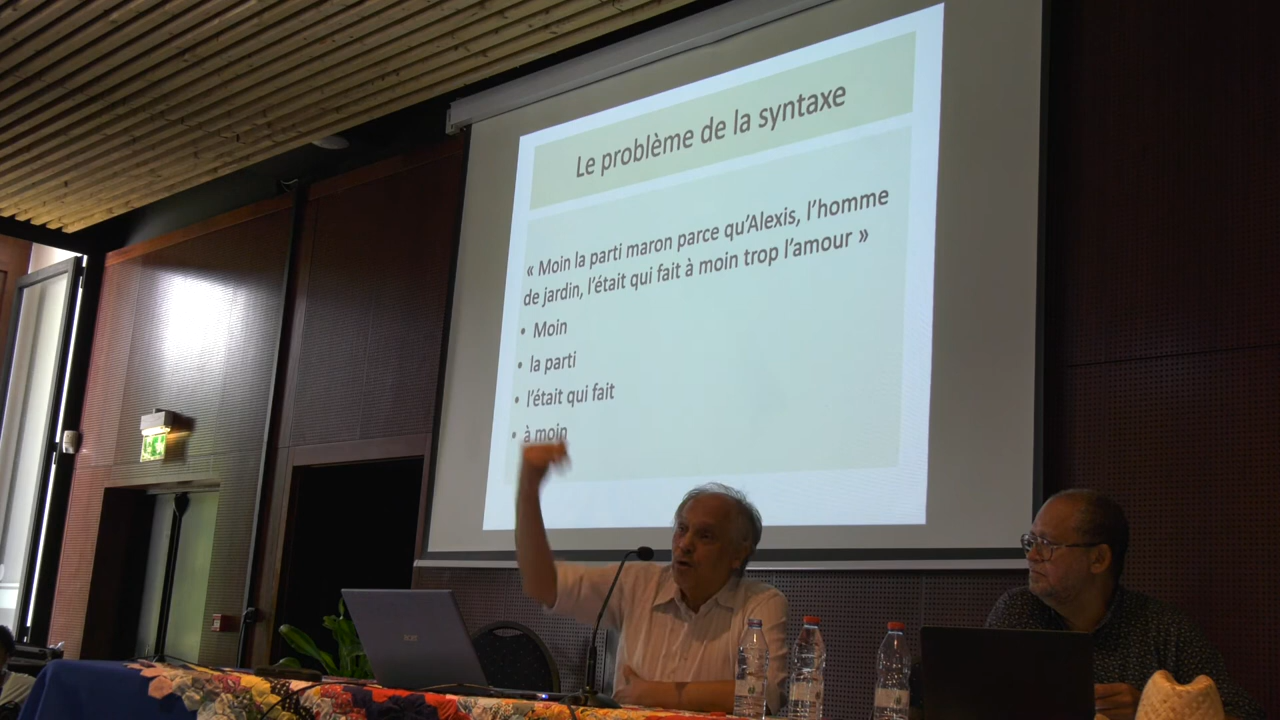 Le problème de la syntaxe
« Moin la parti maron parce qu'Alexis, l'homme
de jardin, l'était qui fait à moin trop l'amour »
• Moin
• la parti
• l'était qui fait
• à moin
acer